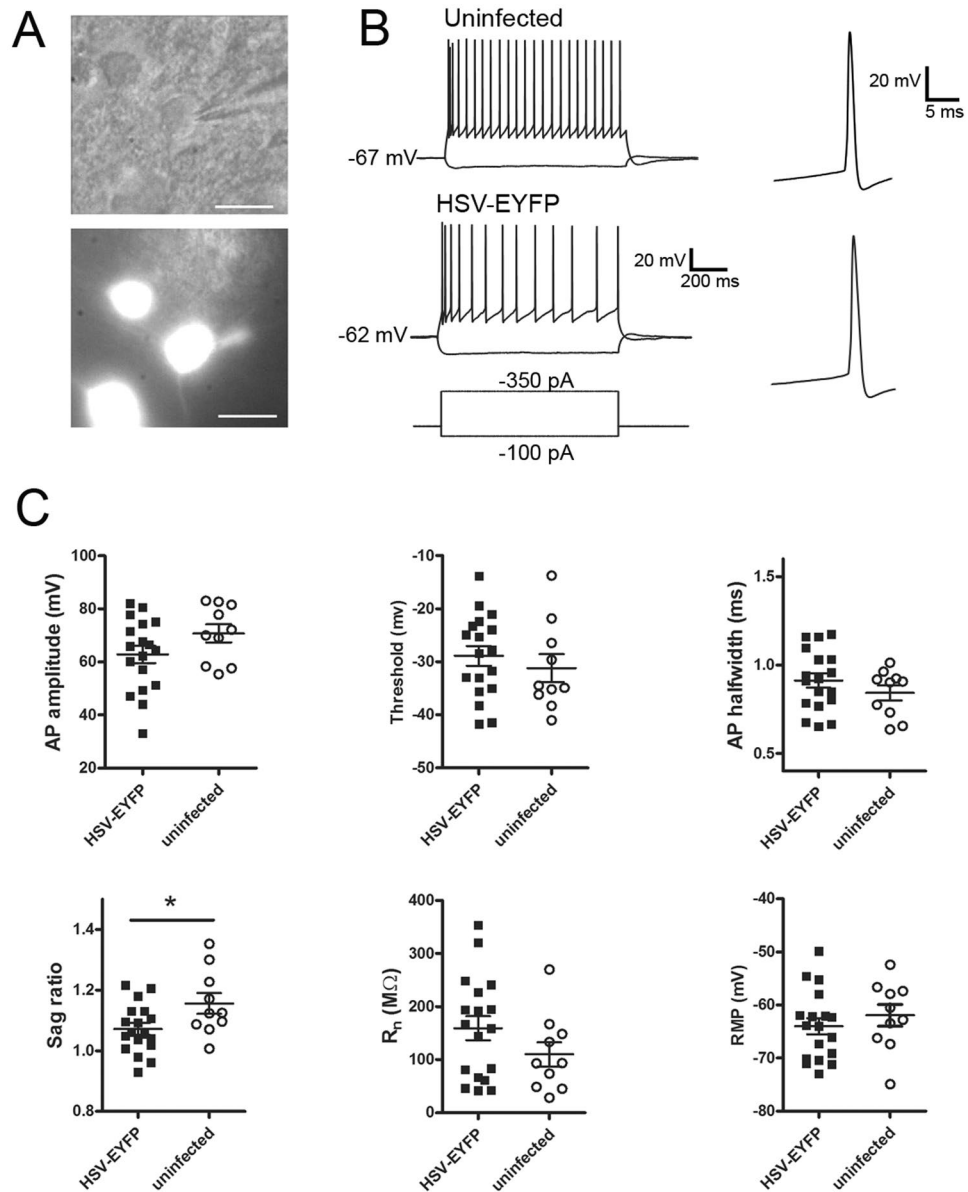 A
B
Uninfected
-67 mV
20 mV
5 ms
HSV-EYFP
-62 mV
20 mV
200 ms
-350 pA
-100 pA
C
AP amplitude (mV)
100
80
60
40
20
HSV-EYFP
uninfected
Threshold (mv)
-10
-20
-30
-40
-50
HSV-EYFP
uninfected
AP halfwidth (ms)
1.5
1.0
0.5
HSV-EYFP
uninfected
Sag ratio
1.4
1.2
1.0
0.8
*
HSV-EYFP
uninfected
Rn (MΩ)
400
300
200
100
0
HSV-EYFP
uninfected
RMP (mV)
-40
-50
-60
-70
-80
HSV-EYFP
uninfected